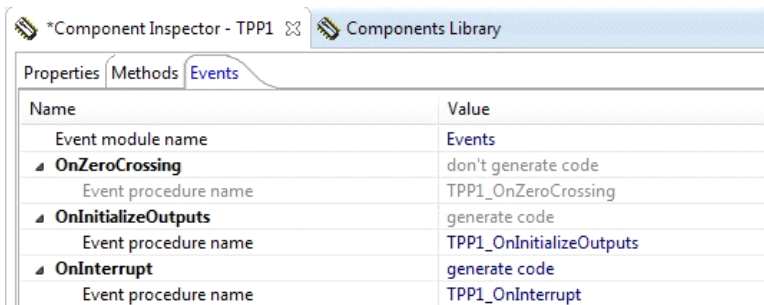 *Component Inspector - TPP1 Components Library
Properties Methods Events
Name Value
Event module name Events
OnZeroCrossing don't generate code
Event procedure name TPP1_OnZeroCrossing
OnInitializeOutputs generate code
Event procedure name TPP1_OnInitializeOutputs
OnInterrupt generate code
Event procedure name TPP1_OnInterrupt